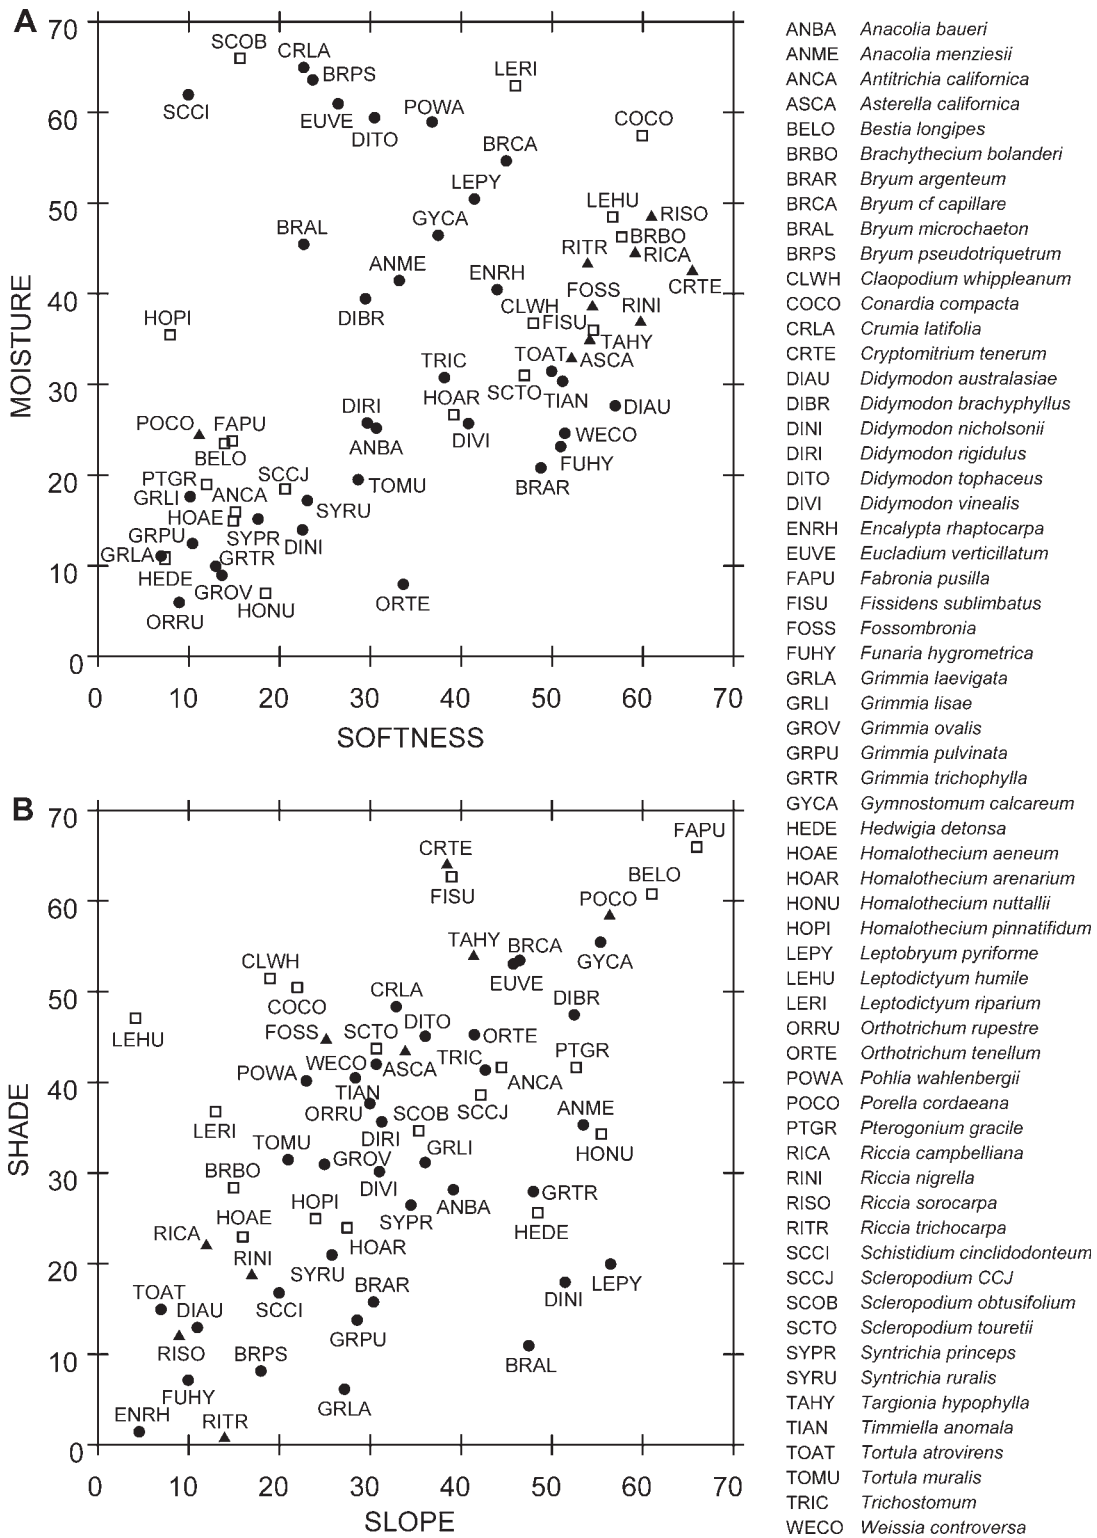 A
70
60
50
40
30
20
10
0
MOISTURE
SCOB
CRLA
BRPS
LERI
SCCI
EUVE
POWA
DITO
COCO
BRCA
LEPY
LEHU
RISO
GYCA
BRAL
BRBO
RITR
RICA
ANME
ENRH
CRTE
FOSS
DIBR
CLWH
RINI
HOPI
FISU
TAHY
TOAT
ASCA
TRIC
SCTO
HOAR
TIAN
DIRI
DIAU
POCO
FAPU
ANBA
DIVI
WECO
BELO
FUHY
PTGR
SCCJ
TOMU
BRAR
GRLI
ANCA
HOAE
SYRU
GRPU
SYPR
DINI
GRLA
GRTR
HEDE
GROV
HONU
ORTE
ORRU
0 10 20 30 40 50 60 70
SOFTNESS
B
70
60
50
40
30
20
10
0
SHADE
FAPU
CRTE
BELO
FISU
POCO
TAHY
BRCA
CLWH
GYCA
EUVE
CRLA
DIBR
COCO
DITO
FOSS
SCTO
LEHU
ORTE
PTGR
WECO
TRIC
ASCA
POWA
ANCA
TIAN
ORRU
SCOB
SCCJ
ANME
LERI
TOMU
DIRI
GRLI
HONU
GROV
BRBO
DIVI
GRTR
HOPI
ANBA
HOAE
SYPR
HEDE
RICA
HOAR
RINI
SYRU
BRAR
LEPY
TOAT
DIAU
SCCI
DINI
GRPU
RISO
BRPS
BRAL
FUHY
GRLA
ENRH
RITR
0 10 20 30 40 50 60 70
SLOPE
ANBA Anacolia baueri
ANME Anacolia menziesii
ANCA Antitrichia californica
ASCA Asterella californica
BELO Bestia longipes
BRBO Brachythecium bolanderi
BRAR Bryum argenteum
BRCA Bryum cf capillare
BRAL Bryum microchaeton
BRPS Bryum pseudotriquetrum
CLWH Claopodium whippleanum
COCO Conardia compacta
CRLA Crumia latifolia
CRTE Cryptomitrium tenerum
DIAU Didymodon australasiae
DIBR Didymodon brachyphyllus
DINI Didymodon nicholsonii
DIRI Didymodon rigidulus
DITO Didymodon tophaceus
DIVI Didymodon vinealis
ENRH Encalypta rhaptocarpa
EUVE Eucladium verticillatum
FAPU Fabronia pusilla
FISU Fissidens sublimbatus
FOSS Fossombronia
FUHY Funaria hygrometrica
GRLA Grimmia laevigata
GRLI Grimmia lisae
GROV Grimmia ovalis
GRPU Grimmia pulvinata
GRTR Grimmia trichophylla
GYCA Gymnostomum calcareum
HEDE Hedwigia detonsa
HOAE Homalothecium aeneum
HOAR Homalothecium arenarium
HONU Homalothecium nuttallii
HOPI Homalothecium pinnatifidum
LEPY Leptobryum pyriforme
LEHU Leptodictyum humile
LERI Leptodictyum riparium
ORRU Orthotrichum rupestre
ORTE Orthotrichum tenellum
POWA Pohlia wahlenbergii
POCO Porella cordaeana
PTGR Pterogonium gracile
RICA Riccia campbelliana
RINI Riccia nigrella
RISO Riccia sorocarpa
RITR Riccia trichocarpa
SCCI Schistidium cinclidodonteum
SCCJ Scleropodium CCJ
SCOB Scleropodium obtusifolium
SCTO Scleropodium touretii
SYPR Syntrichia princeps
SYRU Syntrichia ruralis
TAHY Targionia hypophylla
TIAN Timmiella anomala
TOAT Tortula atrovirens
TOMU Tortula muralis
TRIC Trichostomum
WECO Weissia controversa